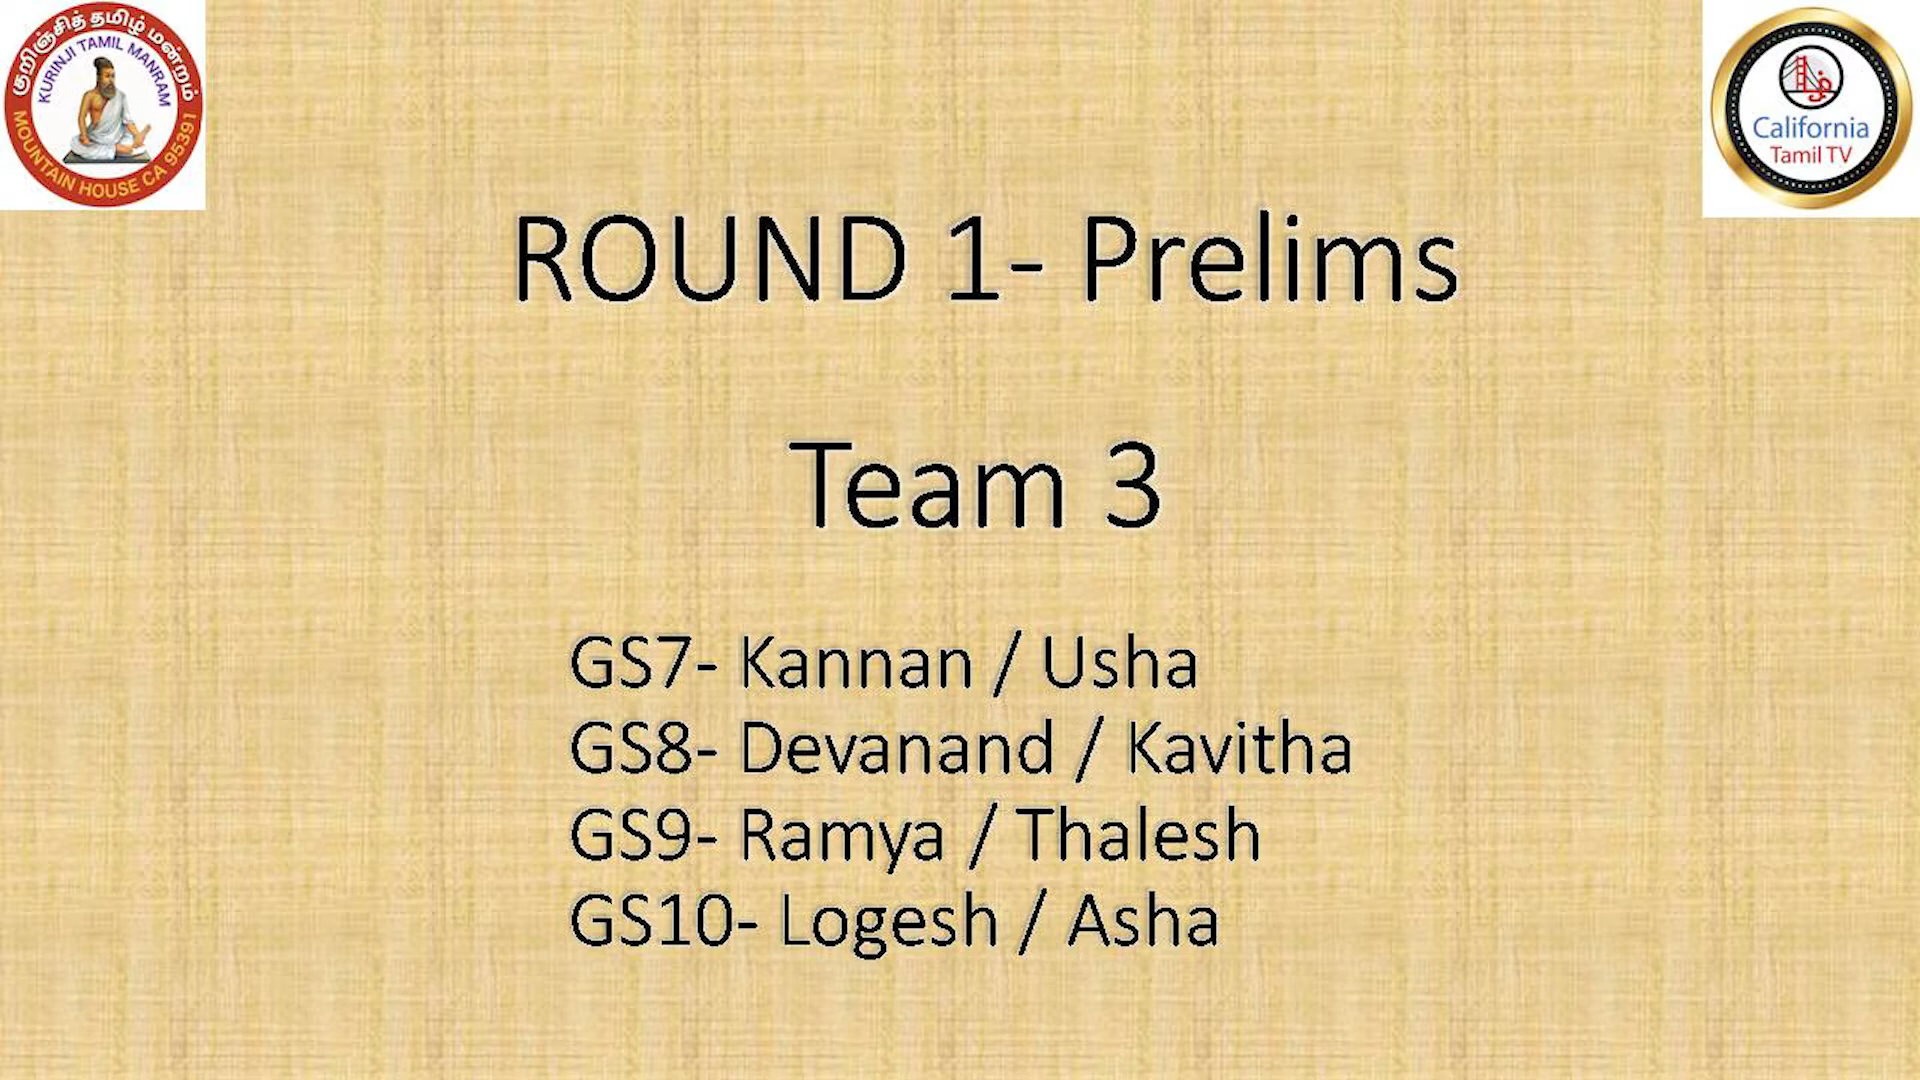 குறிஞ்சித் தமிழ் மன்றம்
KURINJI TAMIL MANRAM
MOUNTAIN HOUSE CA 95391
ழ்
California
Tamil TV
ROUND 1- Prelims
Team 3
GS7- Kannan / Usha
GS8- Devanand / Kavitha
GS9- Ramya / Thalesh
GS10- Logesh / Asha